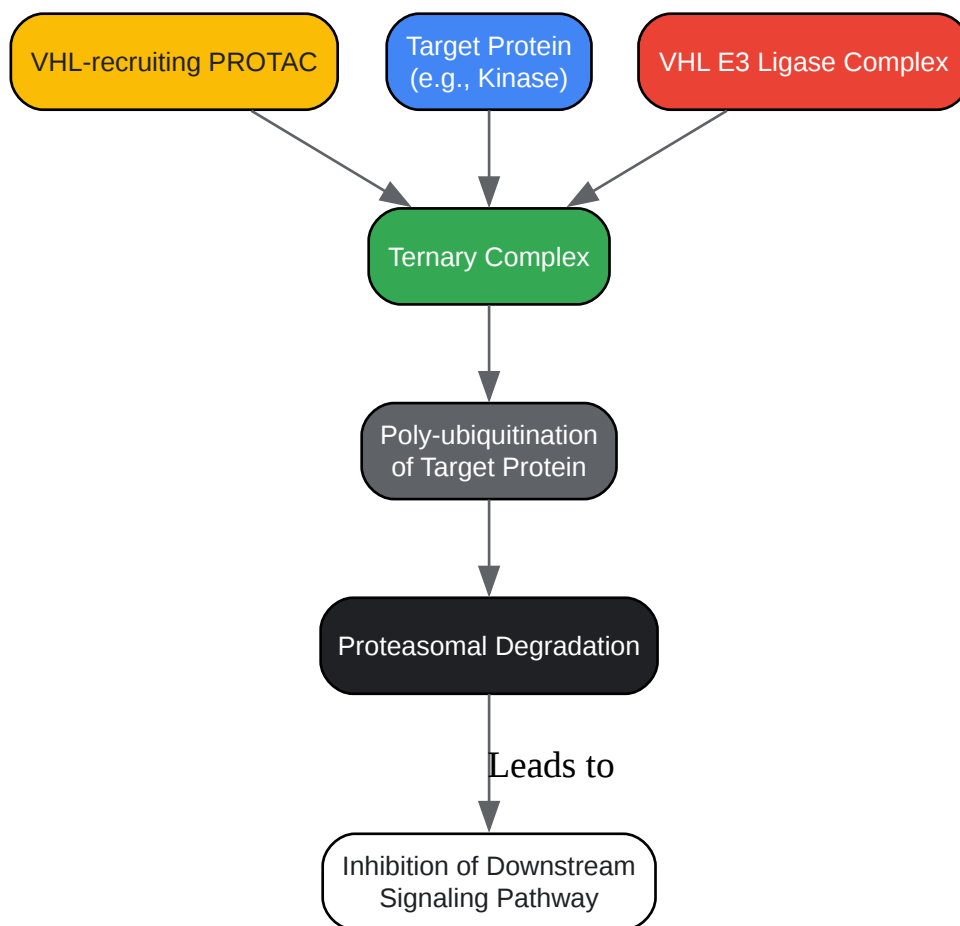 VHL-recruiting PROTAC
Target Protein
(e.g., Kinase)
VHL E3 Ligase Complex
Ternary Complex
Poly-ubiquitination
of Target Protein
Proteasomal Degradation
Leads to
Inhibition of Downstream
Signaling Pathway